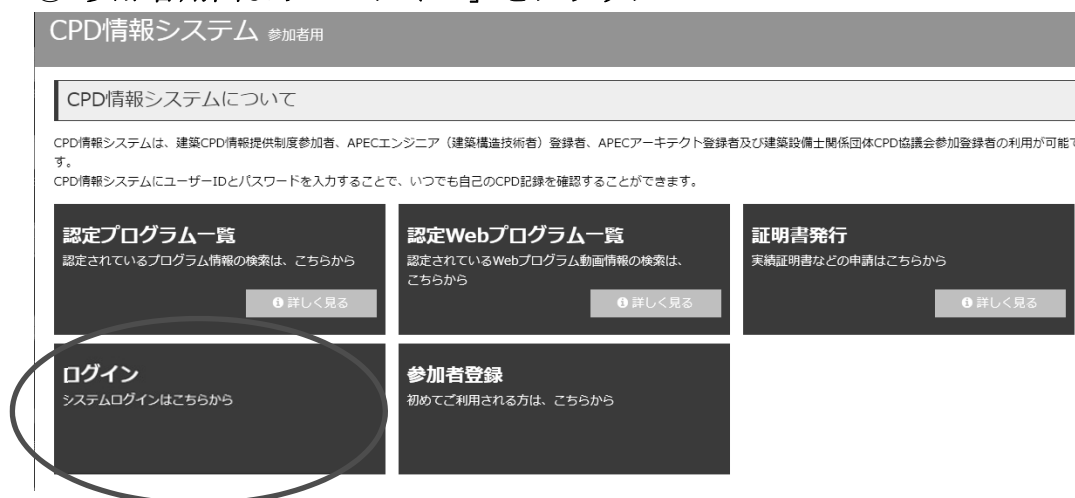 CPD情報システム 参加者用
CPD情報システムについて
CPD情報システムは、建築CPD情報提供制度参加者、APECエンジニア（建築構造技術者）登録者、APECアーキテクト登録者及び建築設備士関係団体CPD協議会参加登録者の利用が可能で
す。
CPD情報システムにユーザーIDとパスワードを入力することで、いつでも自己のCPD記録を確認することができます。
認定プログラム一覧
認定されているプログラム情報の検索は、こちらから
詳しく見る
認定Webプログラム一覧
認定されているWebプログラム動画情報の検索は、
こちらから
詳しく見る
証明書発行
実績証明書などの申請はこちらから
詳しく見る
ログイン
システムログインはこちらから
参加者登録
初めてご利用される方は、こちらから